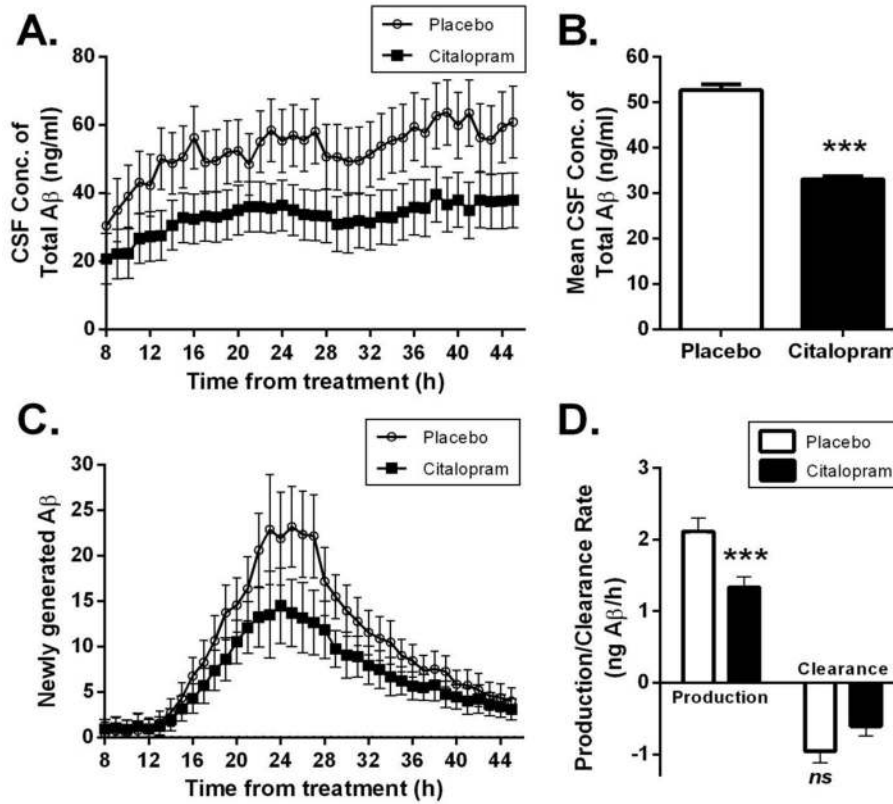 A.
Placebo
Citalopram
CSF Conc. of
Total Aβ (ng/ml)
80
60
40
20
0
8 12 16 20 24 28 32 36 40 44
Time from treatment (h)
B.
Mean CSF Conc. of
Total Aβ (ng/ml)
60
50
40
30
20
10
0
***
Placebo Citalopram
C.
Placebo
Citalopram
Newly generated Aβ
30
25
20
15
10
5
0
8 12 16 20 24 28 32 36 40 44
Time from treatment (h)
D.
Placebo
Citalopram
Production/Clearance Rate
(ng Aβ/h)
3
2
1
0
-1
***
Production
Clearance
ns